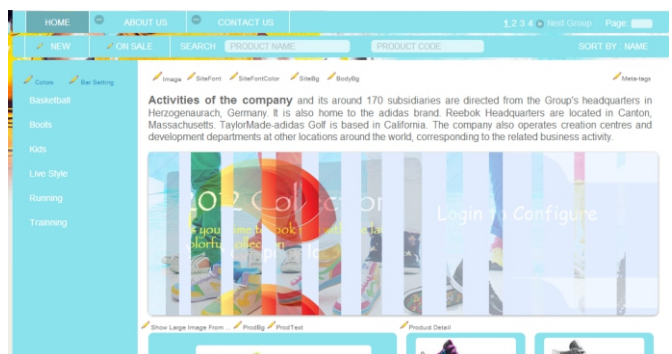 HOME ABOUT US CONTACT US 1 2 3 4 Next Group Page:
NEW ON SALE SEARCH PRODUCT NAME PRODUCT CODE SORT BY : NAME
Colors Bar Setting Image SiteFont SiteFontColor SiteBg BodyBg Meta-tags
Basketball
Boots
Kids
Live Style
Running
Trainning
Activities of the company and its around 170 subsidiaries are directed from the Group's headquarters in
Herzogenaurach, Germany. It is also home to the adidas brand. Reebok Headquarters are located in Canton,
Massachusetts. TaylorMade-adidas Golf is based in California. The company also operates creation centres and
development departments at other locations around the world, corresponding to the related business activity.
2012 Collection
Login to Configure
Show Large Image From ... ProdBg ProdText Product Detail